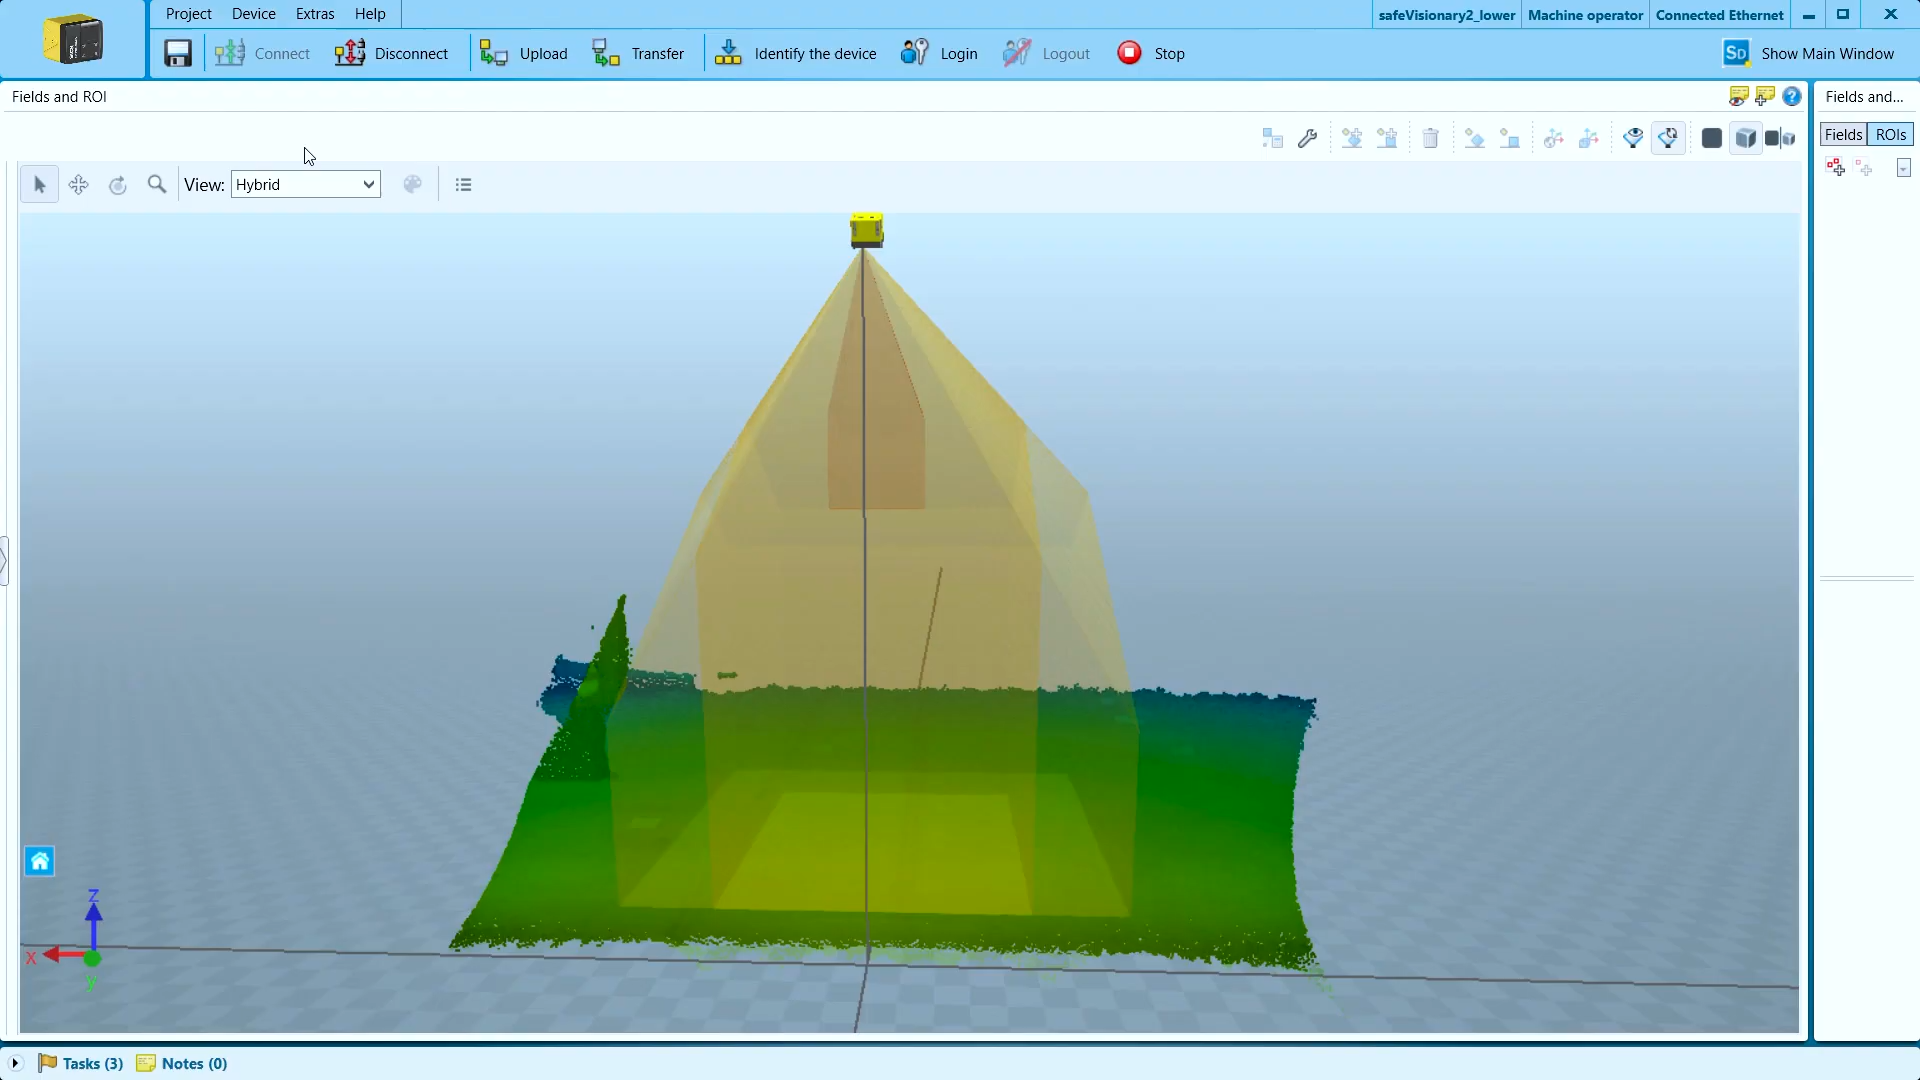 Project Device Extras Help
safeVisionary2_lower Machine operator Connected Ethernet
Connect Disconnect Upload Transfer Identify the device Login Logout Stop
SD Show Main Window
Fields and ROI
Fields and...
Fields ROIs
View: Hybrid
z
x
y
Tasks (3) Notes (0)